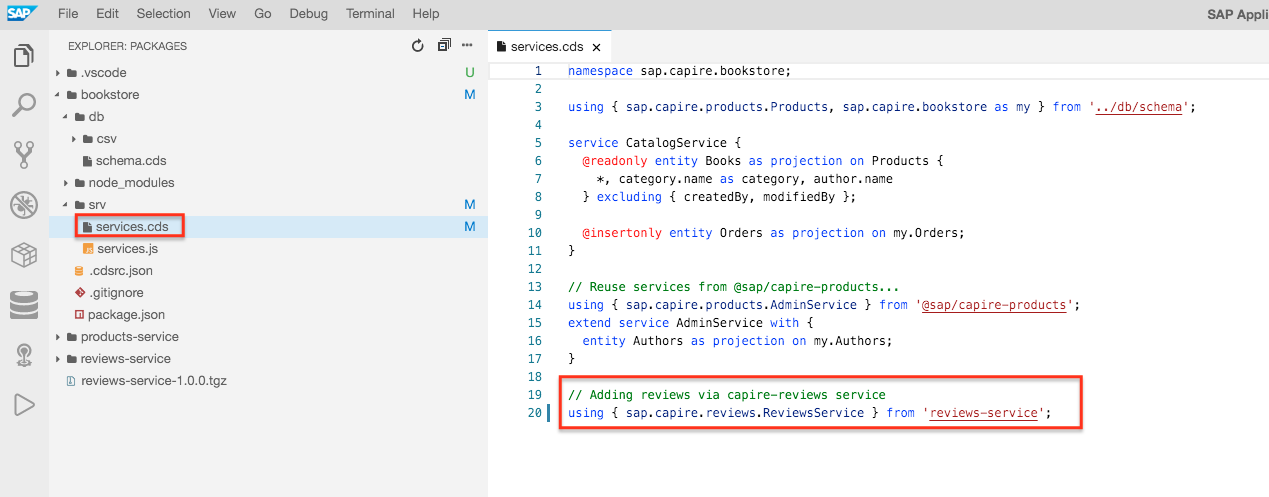 SAP File Edit Selection View Go Debug Terminal Help SAP Appli
EXPLORER: PACKAGES
services.cds
.vscode U
bookstore M
db
csv
schema.cds
node_modules
srv M
services.cds M
services.js
.cdsrc.json
.gitignore
package.json
products-service
reviews-service
reviews-service-1.0.0.tgz
1 namespace sap.capire.bookstore;
2
3 using { sap.capire.products.Products, sap.capire.bookstore as my } from '../db/schema';
4
5 service CatalogService {
6 @readonly entity Books as projection on Products {
7 *, category.name as category, author.name
8 } excluding { createdBy, modifiedBy };
9
10 @insertonly entity Orders as projection on my.Orders;
11 }
12
13 // Reuse services from @sap/capire-products...
14 using { sap.capire.products.AdminService } from '@sap/capire-products';
15 extend service AdminService with {
16 entity Authors as projection on my.Authors;
17 }
18
19 // Adding reviews via capire-reviews service
20 using { sap.capire.reviews.ReviewsService } from 'reviews-service';